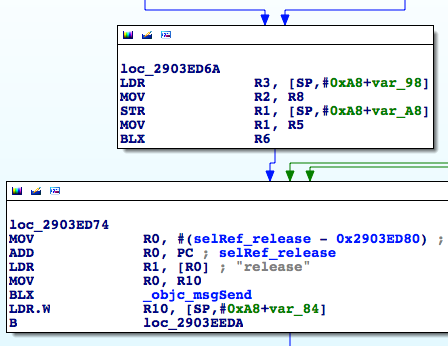 loc_2903ED6A
LDR R3, [SP,#0xA8+var_98]
MOV R2, R8
STR R1, [SP,#0xA8+var_A8]
MOV R1, R5
BLX R6
loc_2903ED74
MOV R0, #(selRef_release - 0x2903ED80) ;
ADD R0, PC ; selRef_release
LDR R1, [R0] ; "release"
MOV R0, R10
BLX _objc_msgSend
LDR.W R10, [SP,#0xA8+var_84]
B loc_2903EEDA